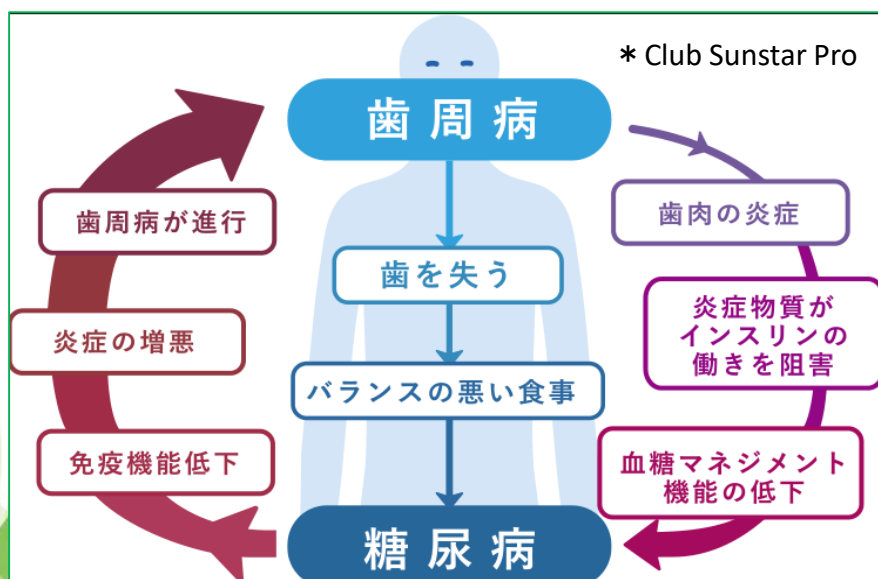 * Club Sunstar Pro
歯周病
歯肉の炎症
炎症物質が
インスリンの
働きを阻害
血糖マネジメント
機能の低下
歯を失う
バランスの悪い食事
糖尿病
免疫機能低下
炎症の増悪
歯周病が進行